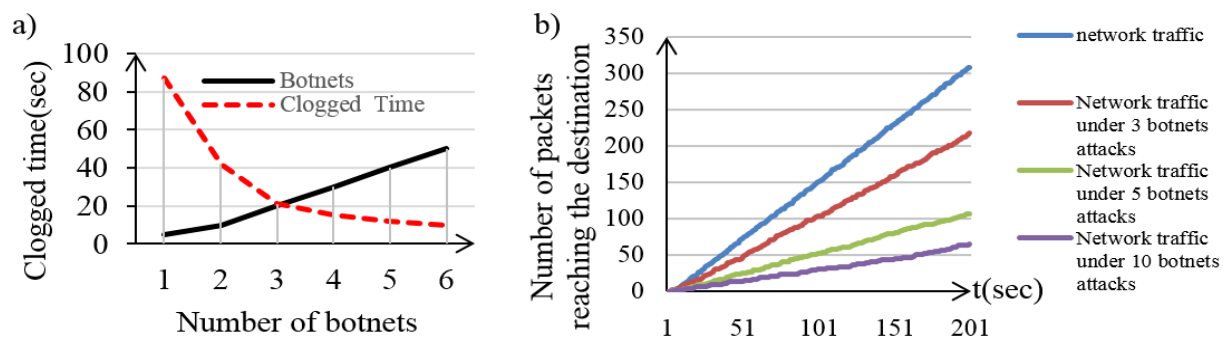 a)
Clogged time(sec)
100
80
60
40
20
0
Botnets
Clogged Time
1 2 3 4 5 6
Number of botnets
b)
Number of packets
reaching the destination
350
300
250
200
150
100
50
0
t(sec)
1 51 101 151 201
network traffic
Network traffic
under 3 botnets
attacks
Network traffic
under 5 botnets
attacks
Network traffic
under 10 botnets
attacks